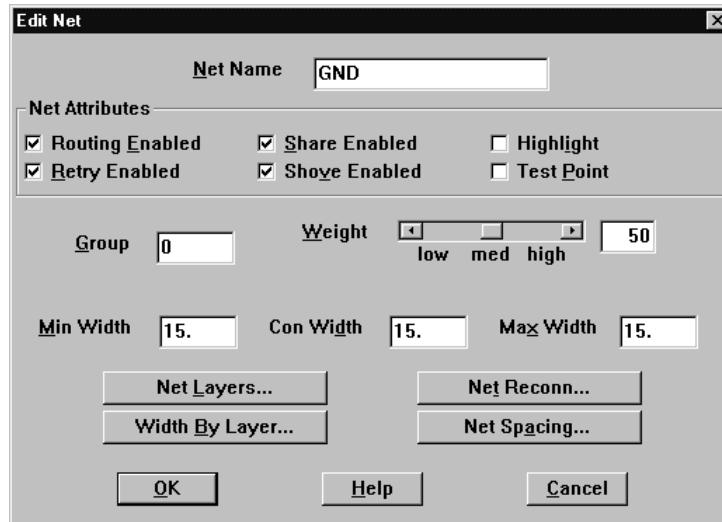 Edit Net
Net Name GND
Net Attributes
Routing Enabled Share Enabled Highlight
Retry Enabled Shove Enabled Test Point
Group 0 Weight 50
low med high
Min Width 15. Con Width 15. Max Width 15.
Net Layers... Net Reconn...
Width By Layer... Net Spacing...
OK Help Cancel